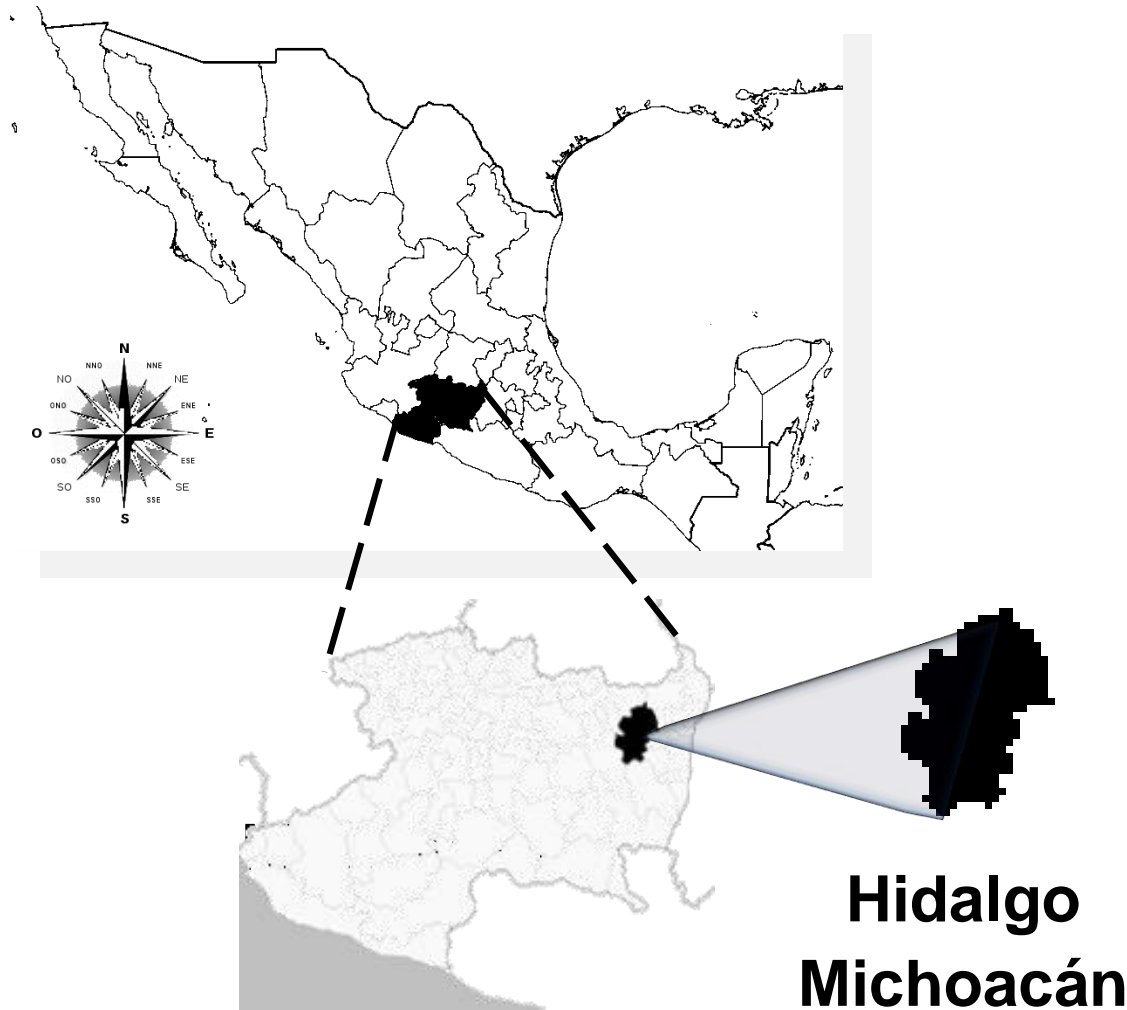 N
NNO
NNE
NO
NE
ONO
ENE
O
E
OSO
ESE
SO
SE
SSO
SSE
S
Hidalgo
Michoacán